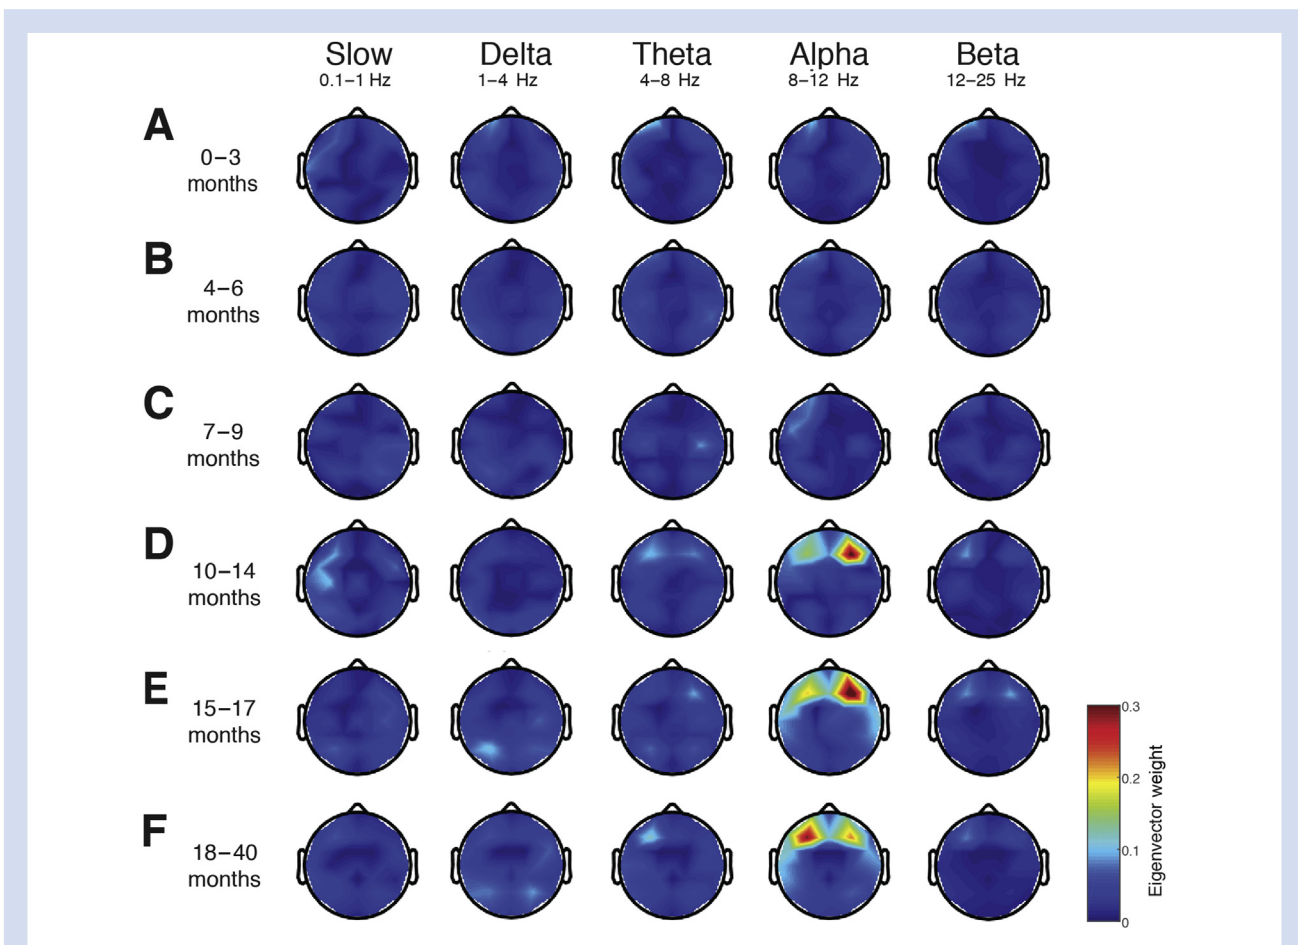 Slow Delta Theta Alpha Beta
0.1–1 Hz 1–4 Hz 4–8 Hz 8–12 Hz 12–25 Hz
A
0–3
months
B
4–6
months
C
7–9
months
D
10–14
months
E
15–17
months
F
18–40
months
0.3
0.2
0.1
0
Eigenvector weight